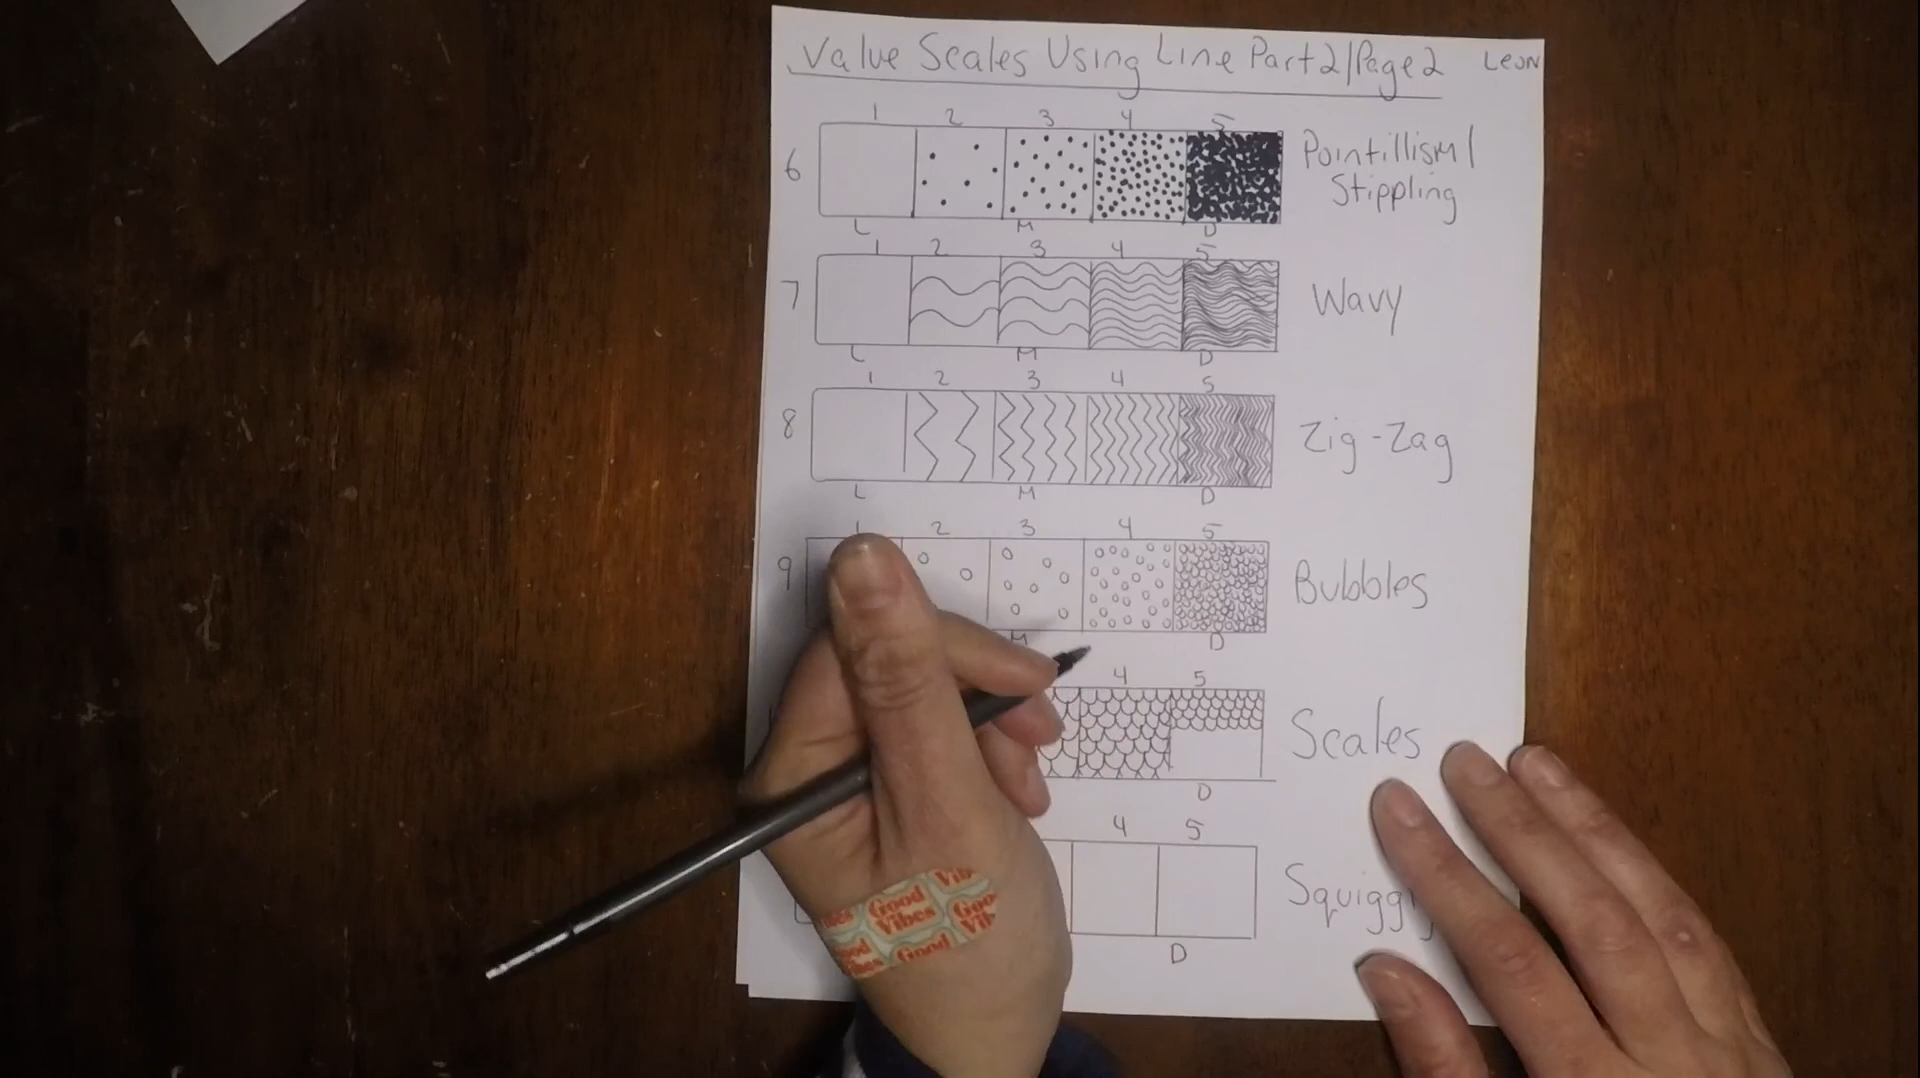 Value Scales Using Line Part 2/Page 2 LEON
1 2 3 4 5
6 Pointillism/
Stippling
L M D
1 2 3 4 5
7 Wavy
L M D
1 2 3 4 5
8 Zig-Zag
L M D
1 2 3 4 5
9 Bubbles
M D
4 5
Scales
D
4 5
D
Good Vibes
Good